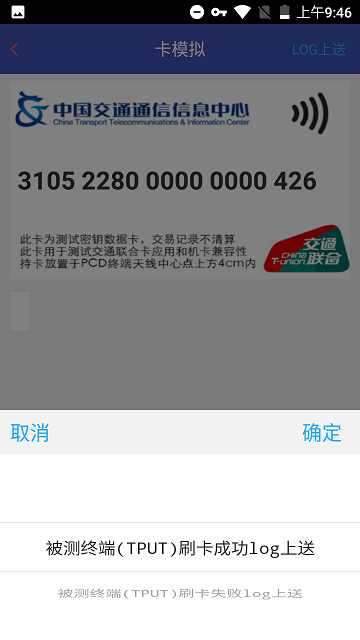 上午9:46
卡模拟
LOG上送
中国交通通信信息中心
China Transport Telecommunications & Information Center
3105 2280 0000 0000 426
此卡为测试密钥数据卡，交易记录不清算
此卡用于测试交通联合卡应用和机卡兼容性
持卡放置于PCD终端天线中心点上方4cm内
交通
联合
CHINA
T-UNION
取消
确定
被测终端(TPUT)刷卡成功log上送
被测终端(TPUT)刷卡失败log上送